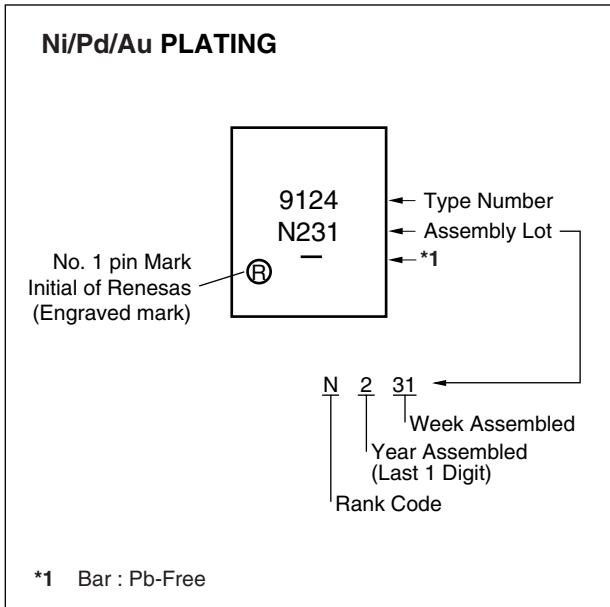 Ni/Pd/Au PLATING
9124
N231
—
R
Type Number
Assembly Lot
*1
No. 1 pin Mark
Initial of Renesas
(Engraved mark)
N 2 31
Week Assembled
Year Assembled
(Last 1 Digit)
Rank Code
*1 Bar : Pb-Free